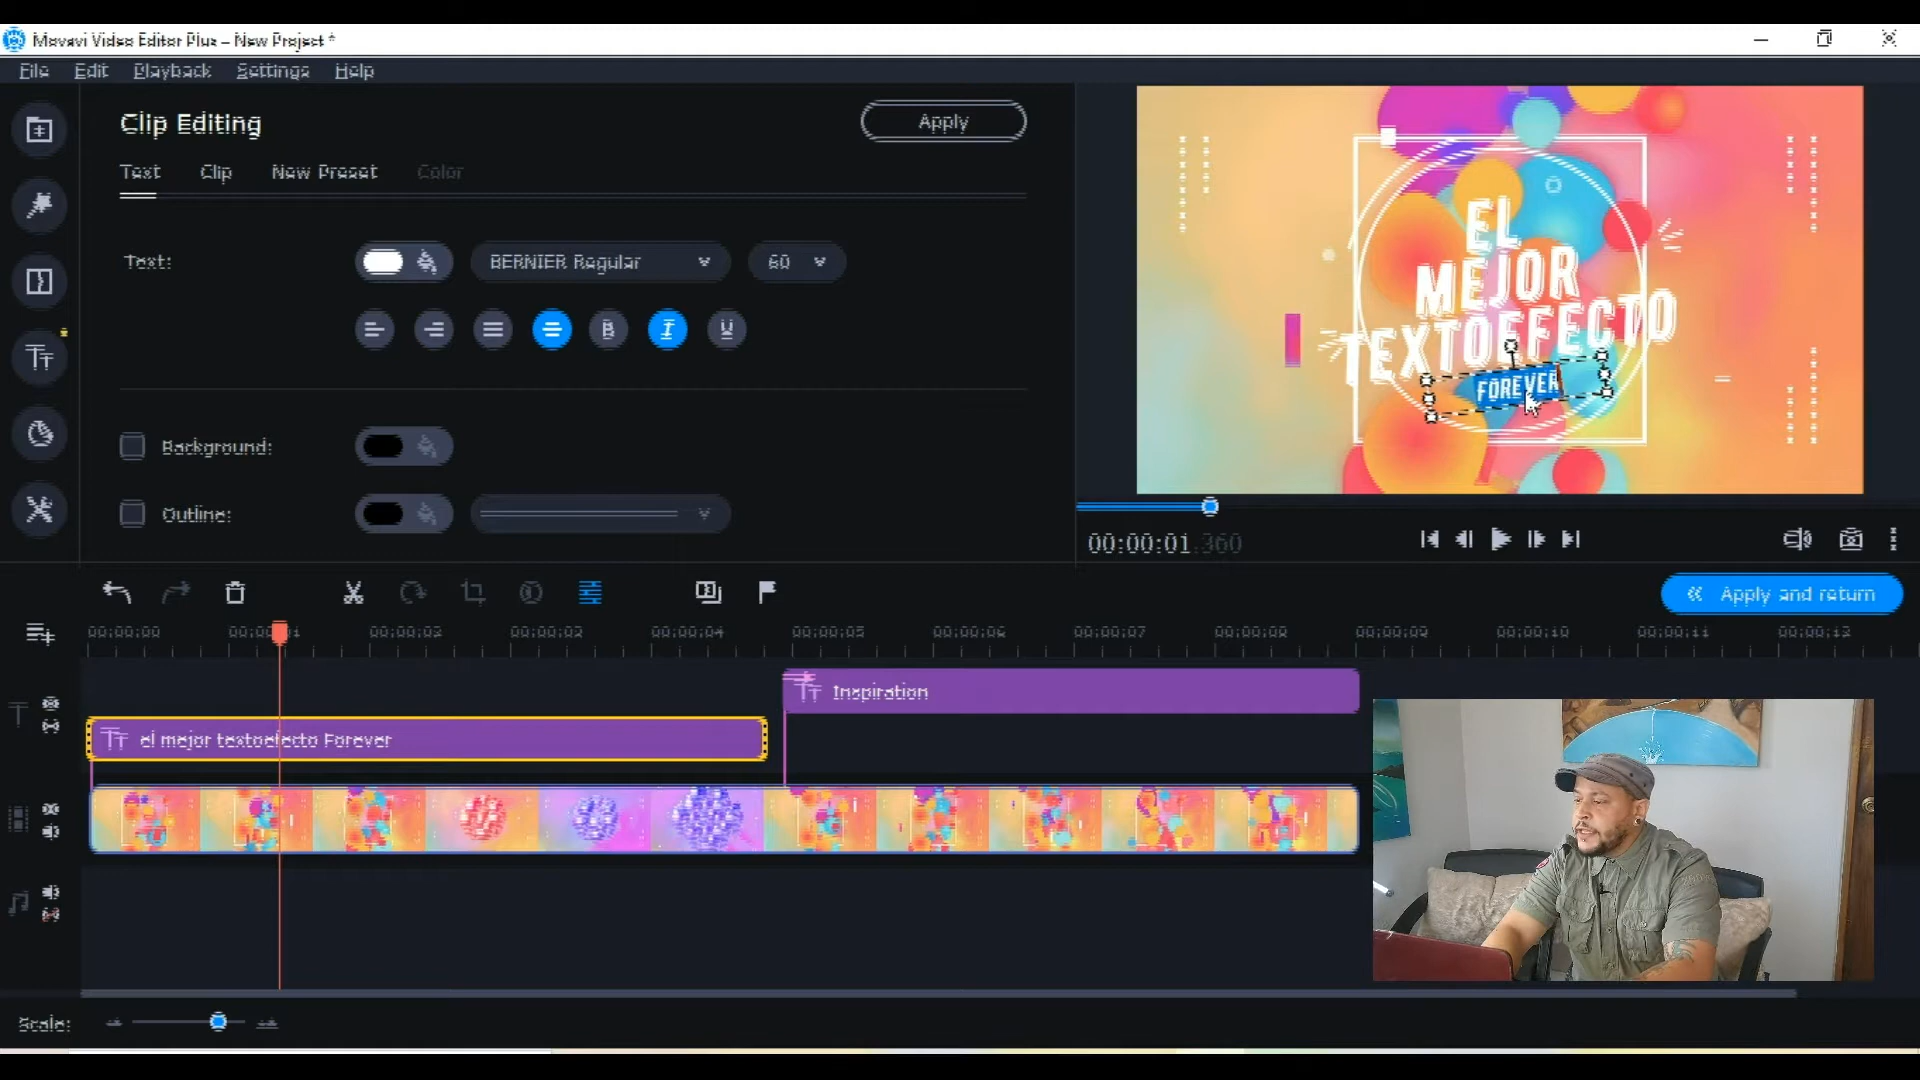 Movavi Video Editor Plus – New Project *
File Edit Playback Settings Help
Clip Editing
Apply
Text Clip New Preset Color
Text:
BERNIER Regular
60
B I U
Background:
Outline:
EL
MEJOR
TEXTOEFFECTO
FOREVER
00:00:01.360
Apply and return
00:00:00 00:00:02 00:00:03 00:00:04 00:00:05 00:00:06 00:00:07 00:00:08 00:00:09 00:00:10 00:00:11 00:00:12
Inspiration
el mejor textoefecto Forever
Scale: